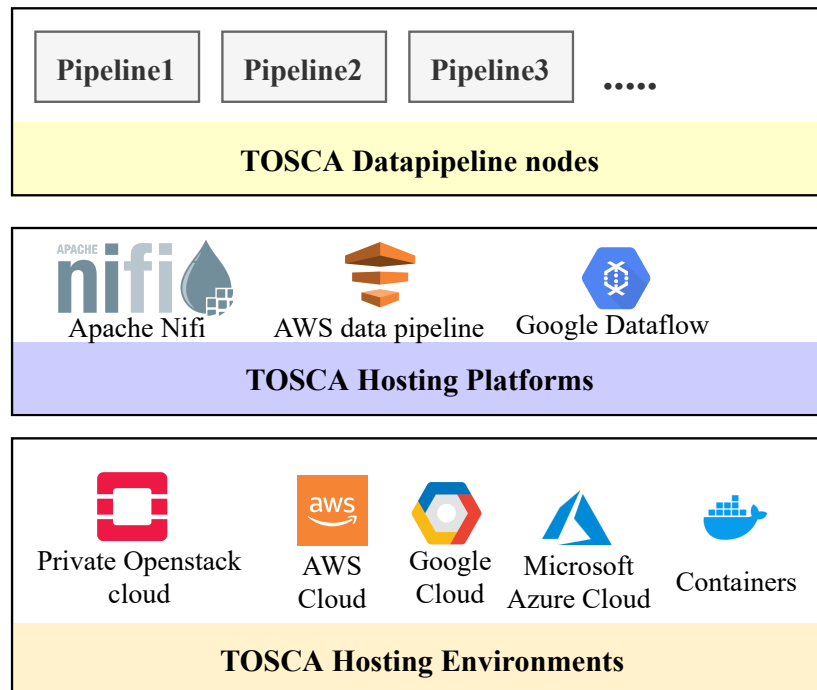 Pipeline1 Pipeline2 Pipeline3 .....
TOSCA Datapipeline nodes
APACHE
nifi
Apache Nifi AWS data pipeline Google Dataflow
TOSCA Hosting Platforms
aws
Private Openstack
cloud
AWS
Cloud
Google
Cloud
Microsoft
Azure Cloud
Containers
TOSCA Hosting Environments